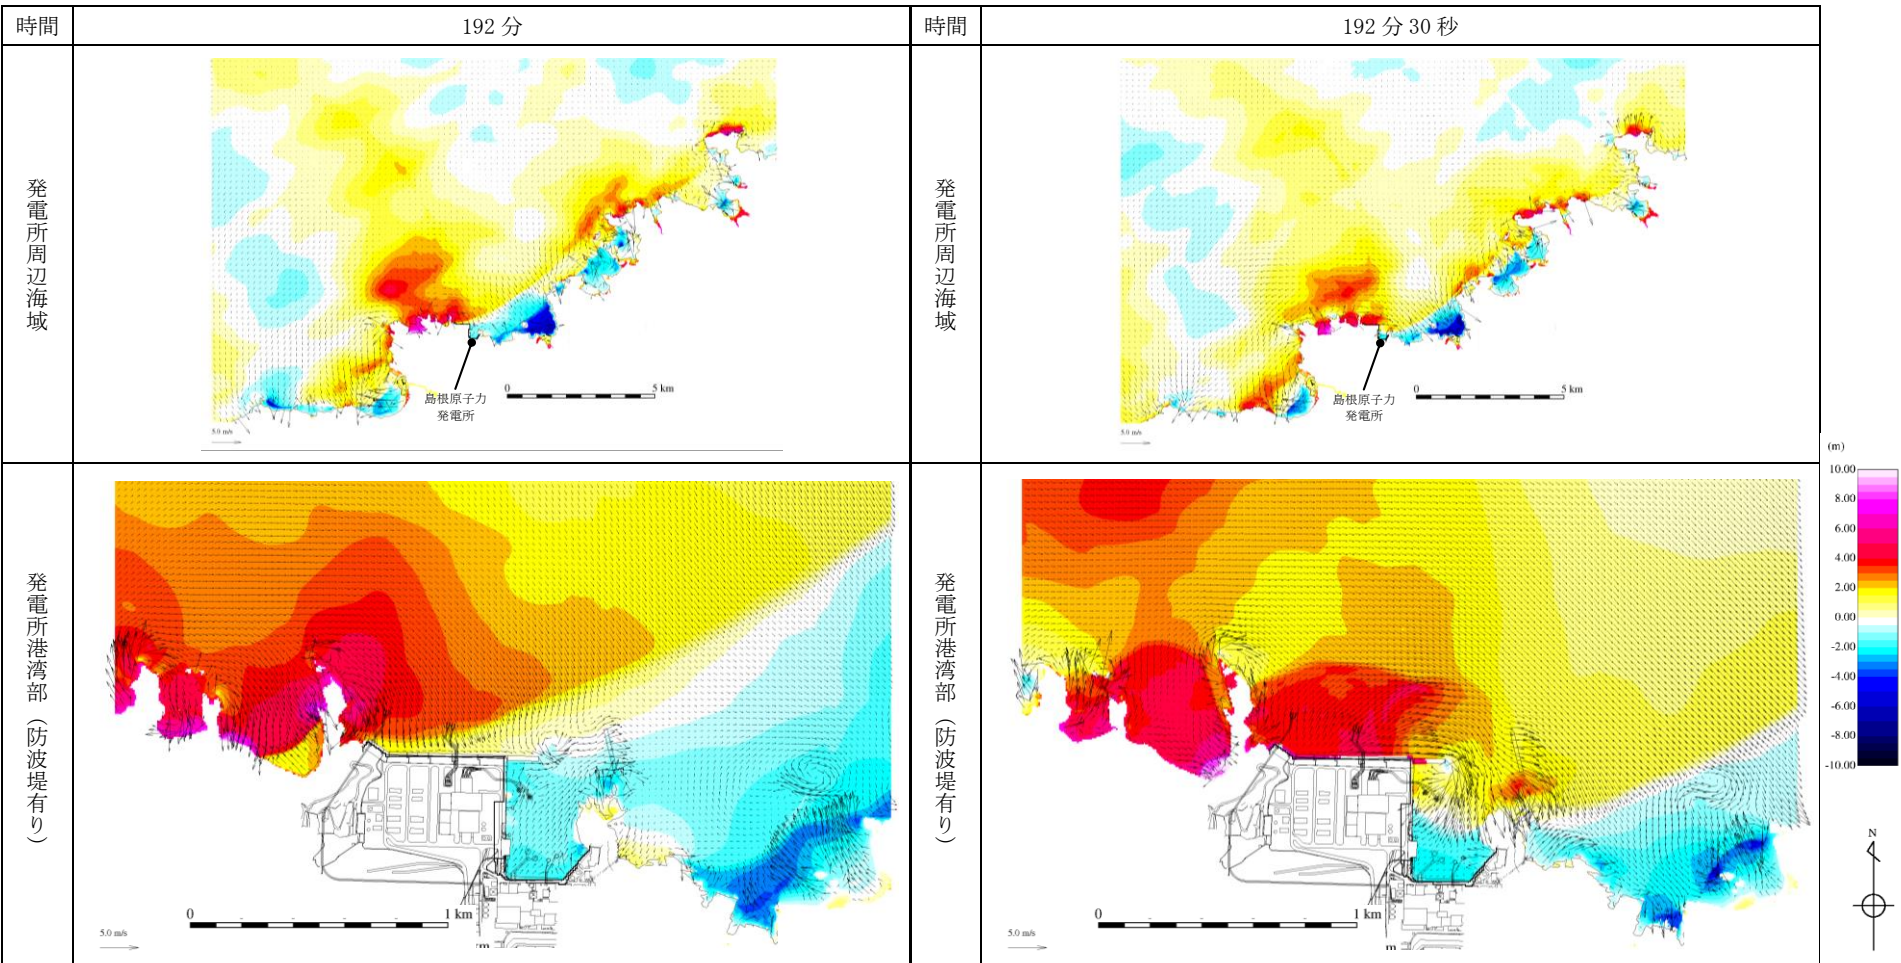 時間
192 分
時間
192 分 30 秒
発電所周辺海域
島根原子力
発電所
0
5 km
5.0 m/s
発電所周辺海域
島根原子力
発電所
0
5 km
5.0 m/s
発電所港湾部（防波堤有り）
0
1 km
5.0 m/s
発電所港湾部（防波堤有り）
0
1 km
5.0 m/s
(m)
10.00
8.00
6.00
4.00
2.00
0.00
-2.00
-4.00
-6.00
-8.00
-10.00
N